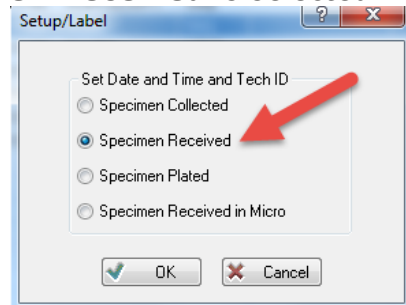 Setup/Label
Set Date and Time and Tech ID
Specimen Collected
Specimen Received
Specimen Plated
Specimen Received in Micro
OK
Cancel